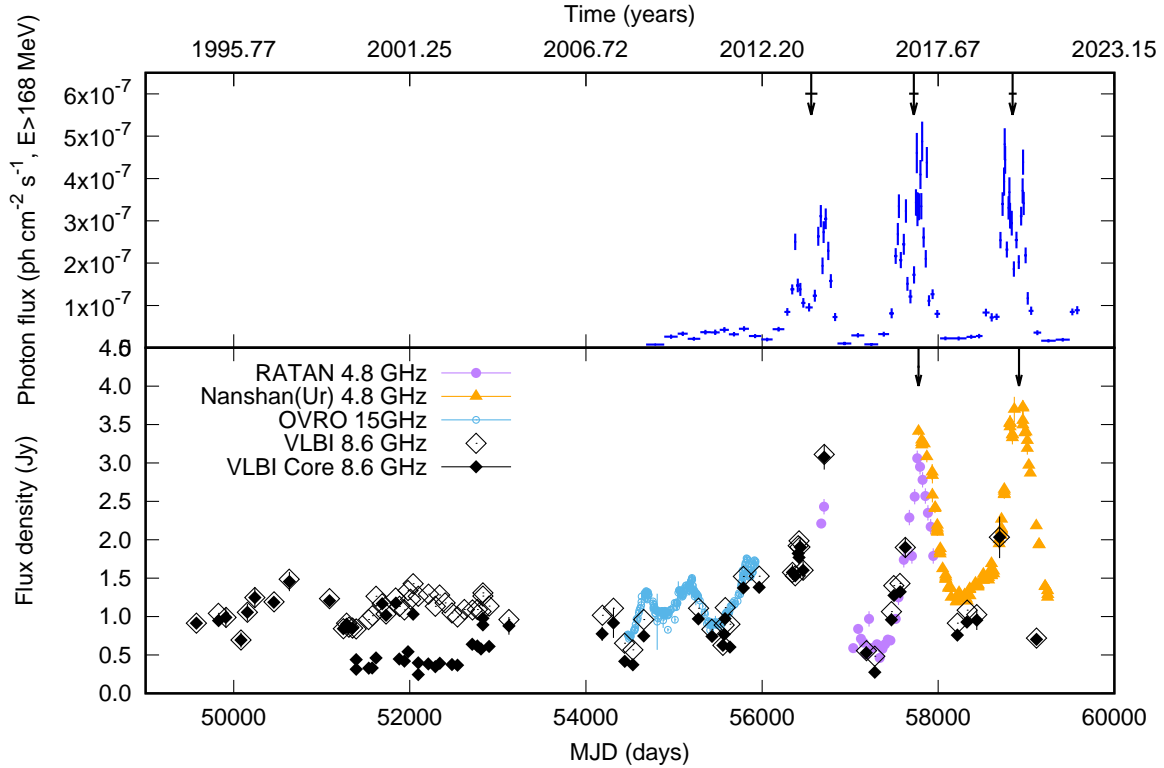 Time (years)
1995.77 2001.25 2006.72 2012.20 2017.67 2023.15
Photon flux (ph cm⁻² s⁻¹, E>168 MeV)
6x10⁻⁷
5x10⁻⁷
4x10⁻⁷
3x10⁻⁷
2x10⁻⁷
1x10⁻⁷
0
Flux density (Jy)
4.5
4.0
3.5
3.0
2.5
2.0
1.5
1.0
0.5
0.0
RATAN 4.8 GHz
Nanshan(Ur) 4.8 GHz
OVRO 15GHz
VLBI 8.6 GHz
VLBI Core 8.6 GHz
50000 52000 54000 56000 58000 60000
MJD (days)